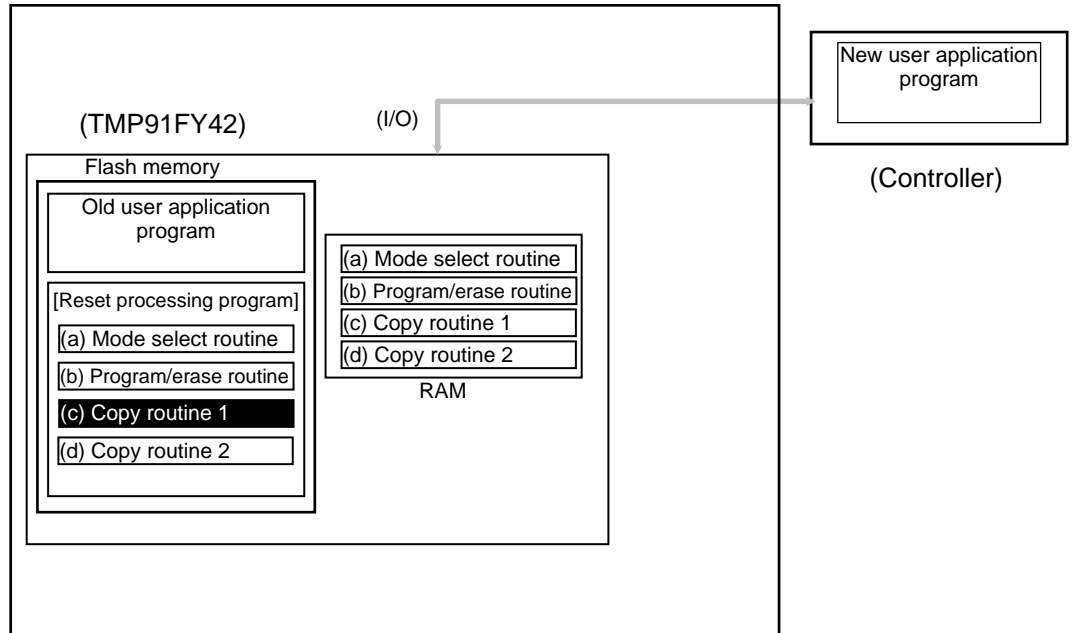 New user application
program
(TMP91FY42)
(I/O)
(Controller)
Flash memory
Old user application
program
[Reset processing program]
(a) Mode select routine
(b) Program/erase routine
(c) Copy routine 1
(d) Copy routine 2
(a) Mode select routine
(b) Program/erase routine
(c) Copy routine 1
(d) Copy routine 2
RAM